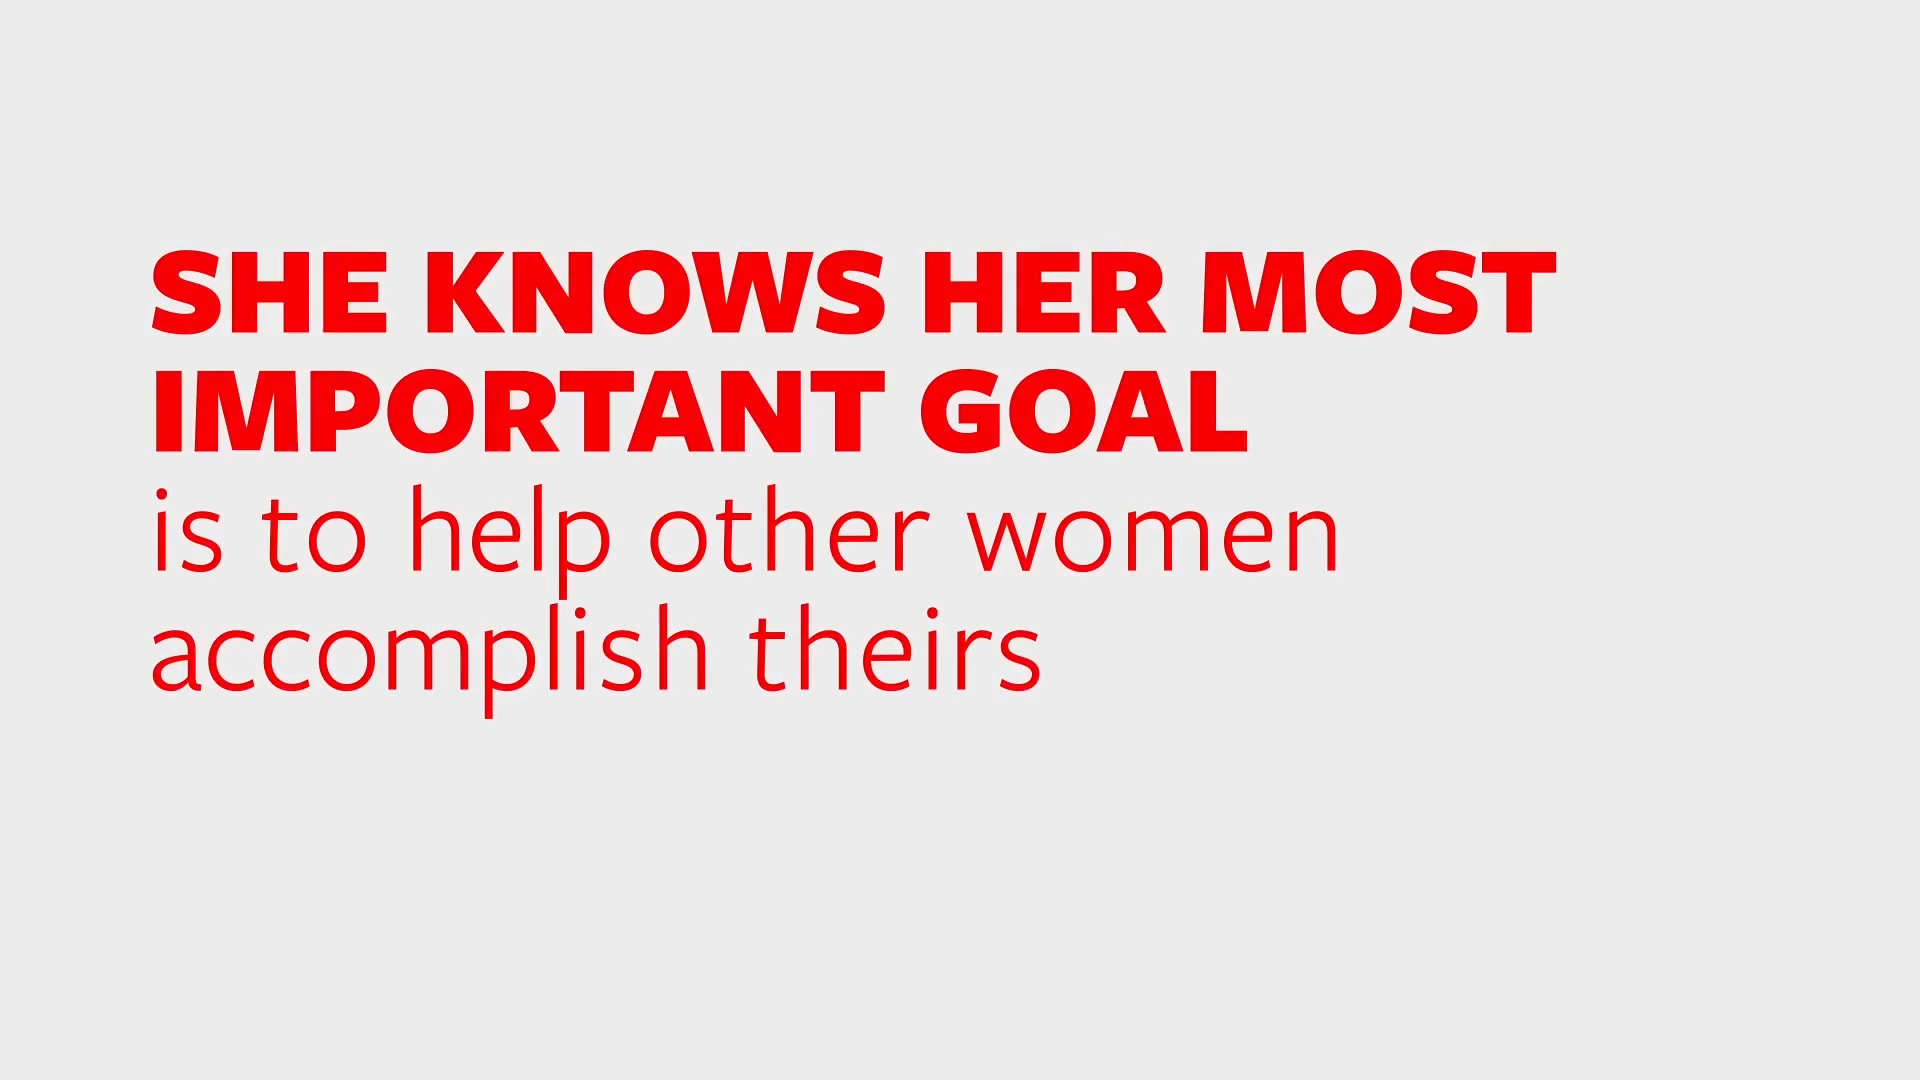 SHE KNOWS HER MOST
IMPORTANT GOAL
is to help other women
accomplish theirs